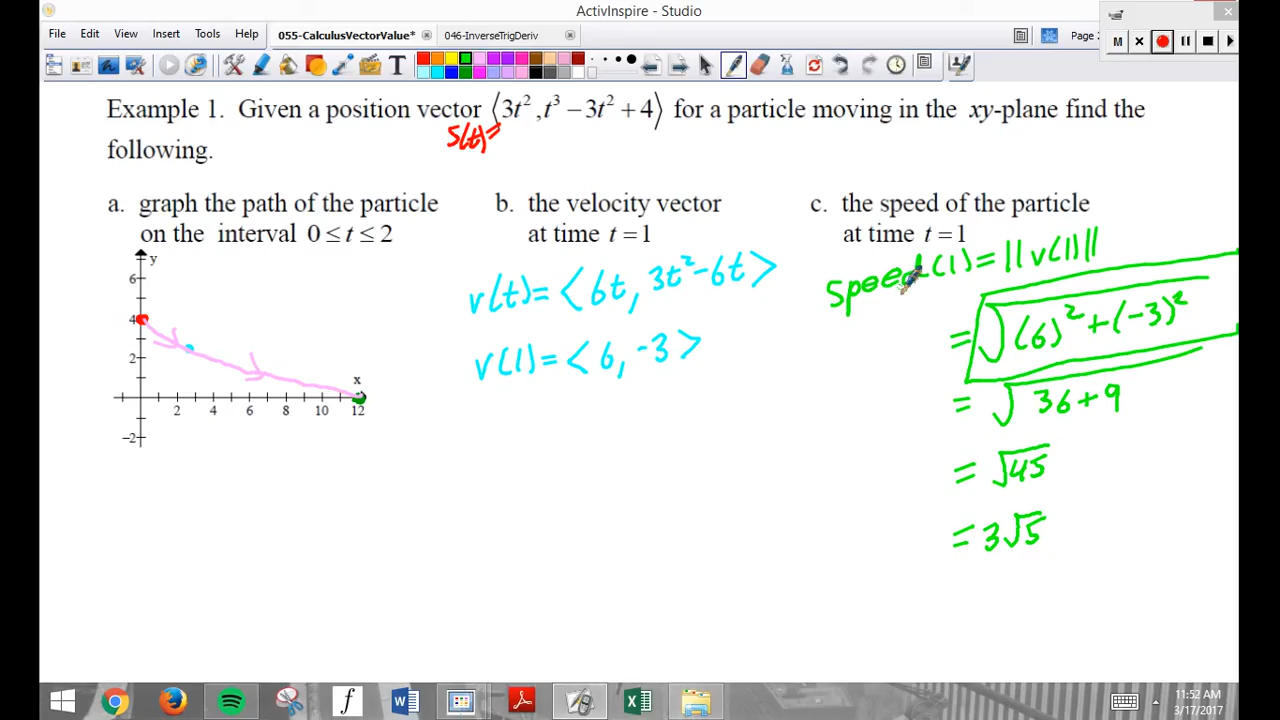 ActivInspire - Studio
File Edit View Insert Tools Help 055-CalculusVectorValue* 046-InverseTrigDeriv
M
T
Example 1. Given a position vector ⟨3t², t³ − 3t² + 4⟩ for a particle moving in the xy-plane find the
s(t)=
following.
a. graph the path of the particle
on the interval 0 ≤ t ≤ 2
y
6
4
2
x
2 4 6 8 10 12
−2
b. the velocity vector
at time t = 1
v(t) = <6t, 3t²-6t>
v(1) = <6, -3>
c. the speed of the particle
at time t = 1
Speed(1) = ||v(1)||
= √(6)² + (-3)²
= √36+9
= √45
= 3√5
11:52 AM
3/17/2017